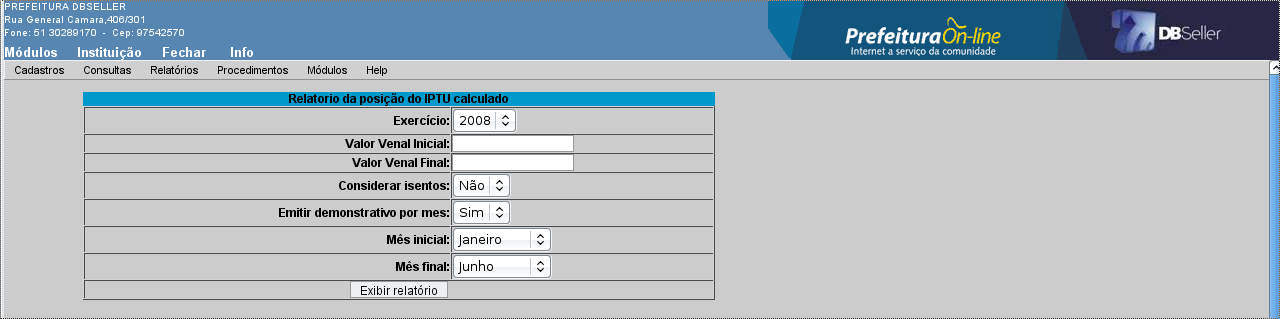 PREFEITURA DBSELLER
Rua General Camara,406/301
Fone: 51 30289170 - Cep: 97542570
PrefeituraOn-line
Internet a serviço da comunidade
DBSeller
Módulos Instituição Fechar Info
Cadastros Consultas Relatórios Procedimentos Módulos Help
Relatorio da posição do IPTU calculado
Exercício: 2008
Valor Venal Inicial:
Valor Venal Final:
Considerar isentos: Não
Emitir demonstrativo por mes: Sim
Mês inicial: Janeiro
Mês final: Junho
Exibir relatório